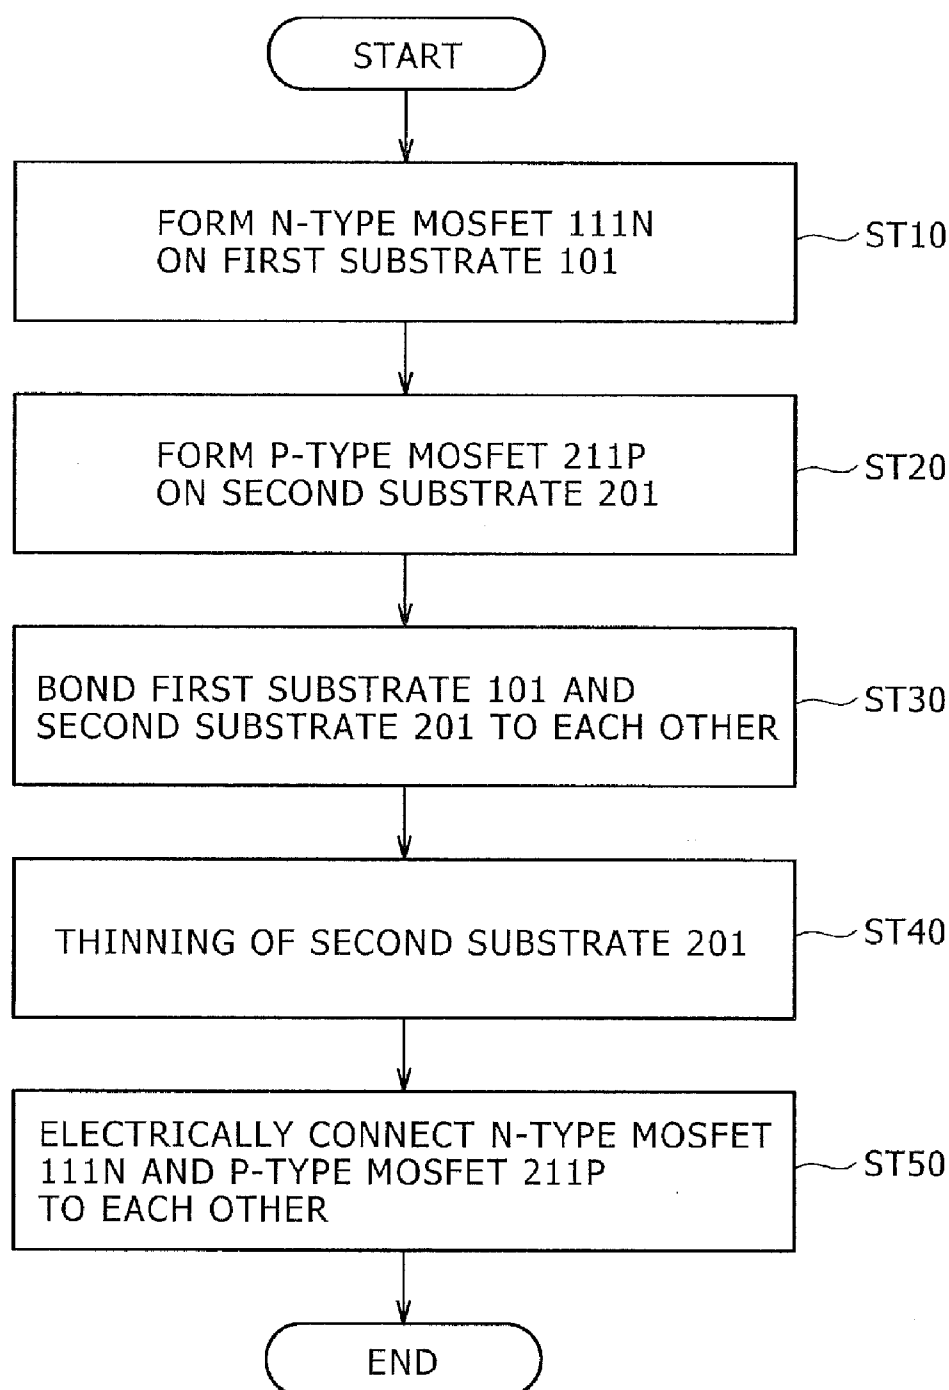 START
FORM N-TYPE MOSFET 111N
ON FIRST SUBSTRATE 101
ST10
FORM P-TYPE MOSFET 211P
ON SECOND SUBSTRATE 201
ST20
BOND FIRST SUBSTRATE 101 AND
SECOND SUBSTRATE 201 TO EACH OTHER
ST30
THINNING OF SECOND SUBSTRATE 201
ST40
ELECTRICALLY CONNECT N-TYPE MOSFET
111N AND P-TYPE MOSFET 211P
TO EACH OTHER
ST50
END